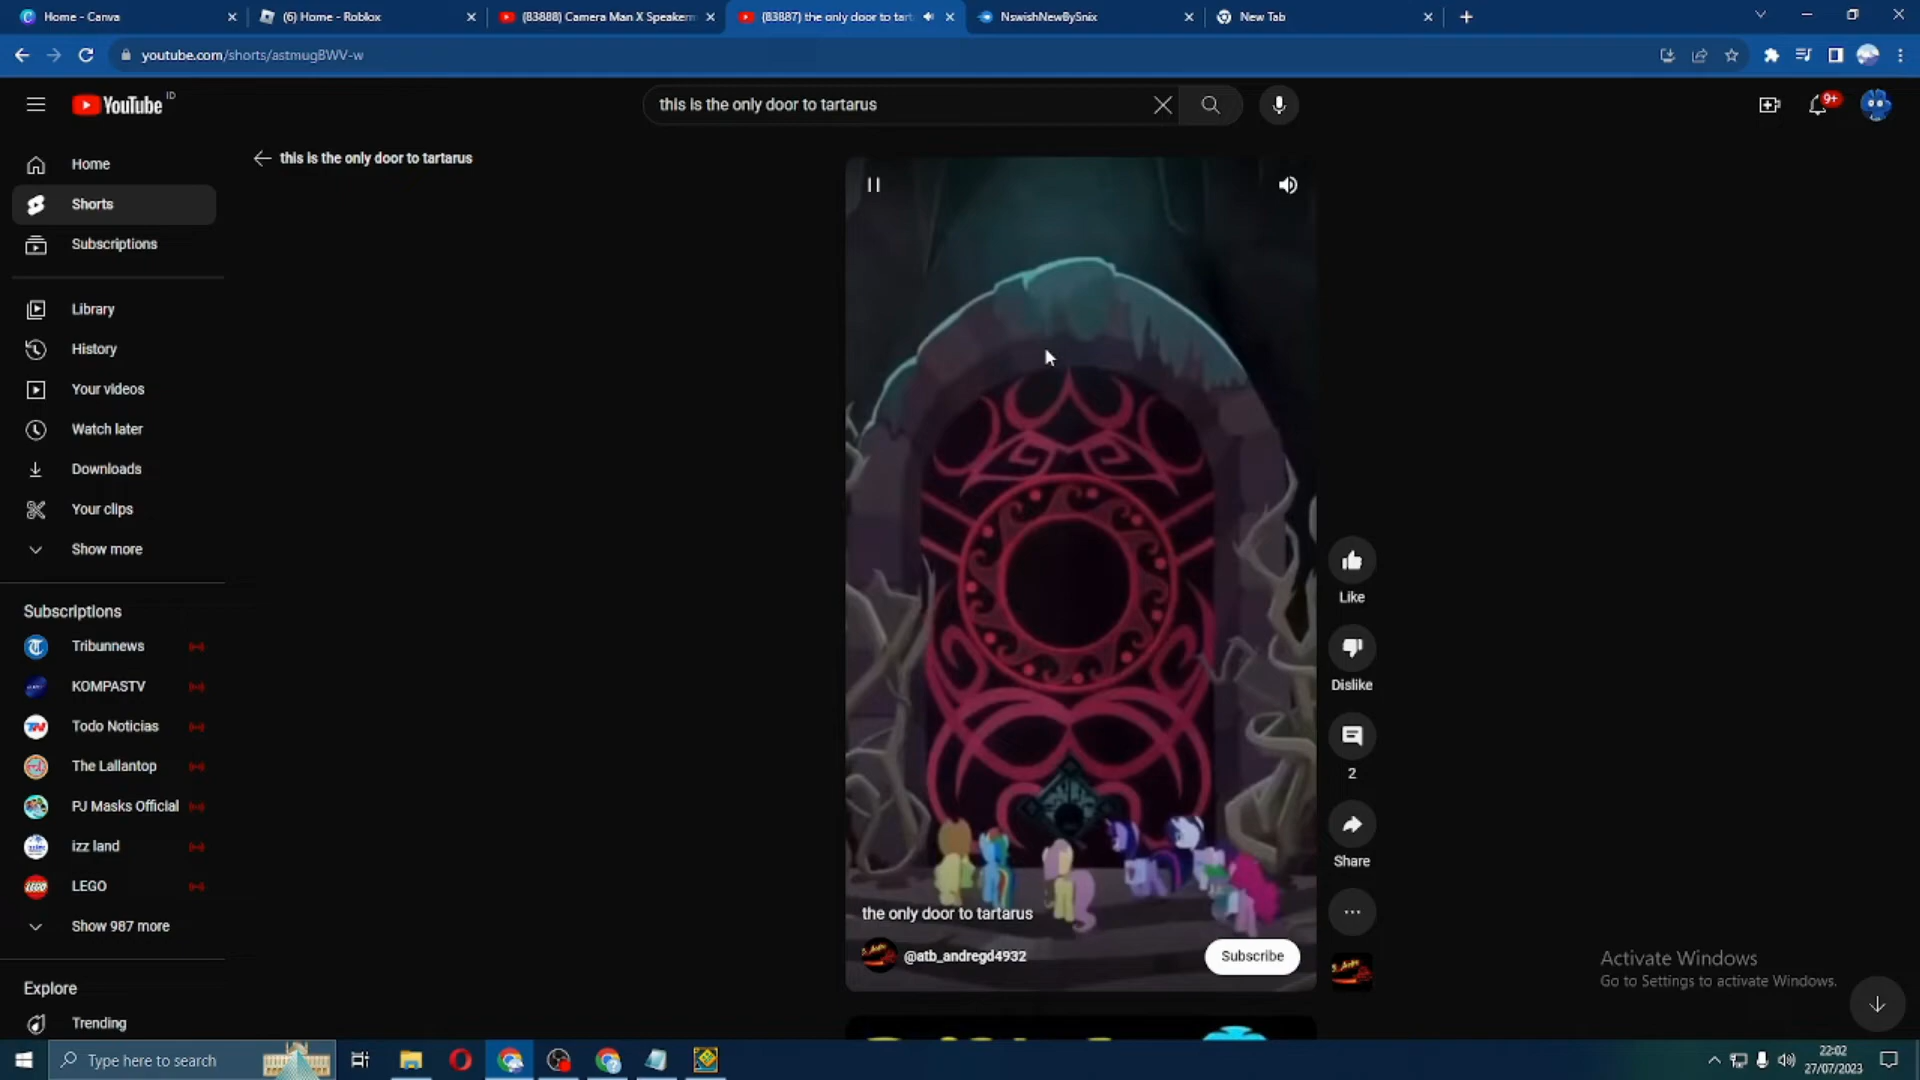 Home - Canva
(6) Home - Roblox
(83888) Camera Man X Speakerm
(83887) the only door to tart
NswishNewBySnix
New Tab
youtube.com/shorts/astmugBWV-w
YouTube ID
this is the only door to tartarus
9+
Home
Shorts
Subscriptions
Library
History
Your videos
Watch later
Downloads
Your clips
Show more
Subscriptions
Tribunnews
KOMPASTV
Todo Noticias
The Lallantop
PJ Masks Official
izz land
LEGO
Show 987 more
Explore
Trending
this is the only door to tartarus
the only door to tartarus
@atb_andregd4932
Subscribe
Like
Dislike
2
Share
Activate Windows
Go to Settings to activate Windows.
Type here to search
22:02
27/07/2023